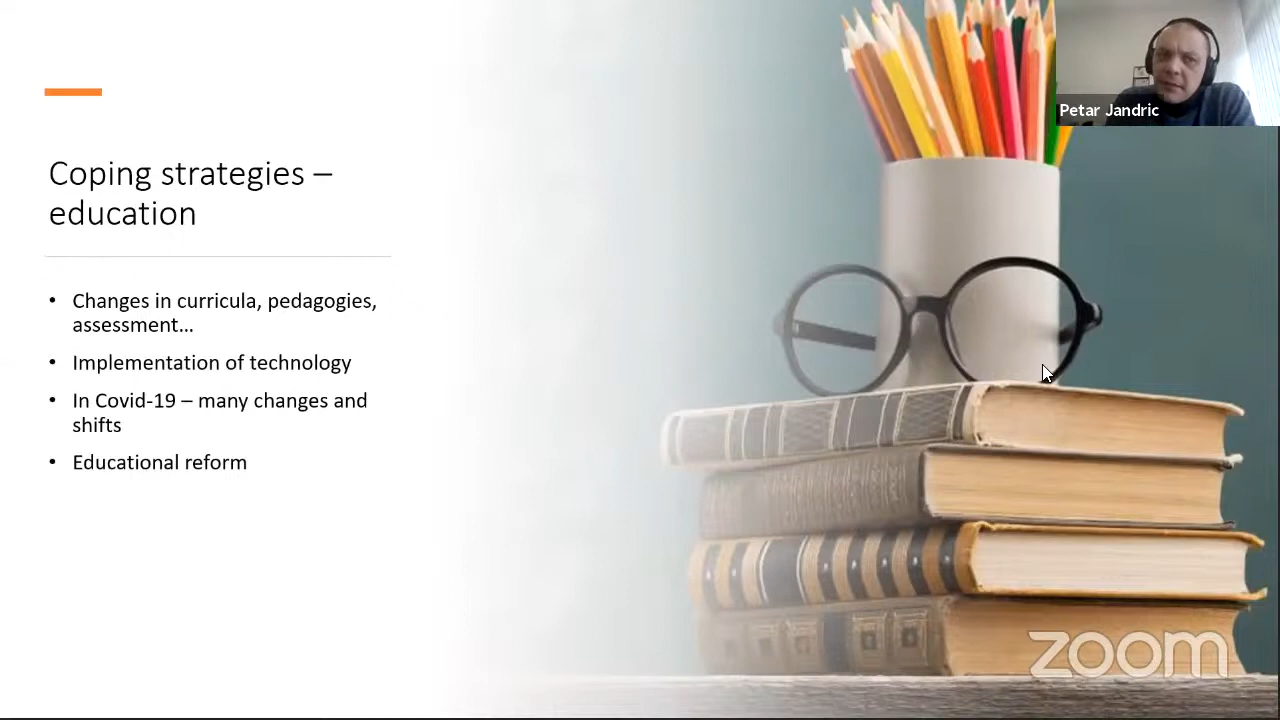 Petar Jandric
Coping strategies –
education
• Changes in curricula, pedagogies,
assessment...
• Implementation of technology
• In Covid-19 – many changes and
shifts
• Educational reform
zoom